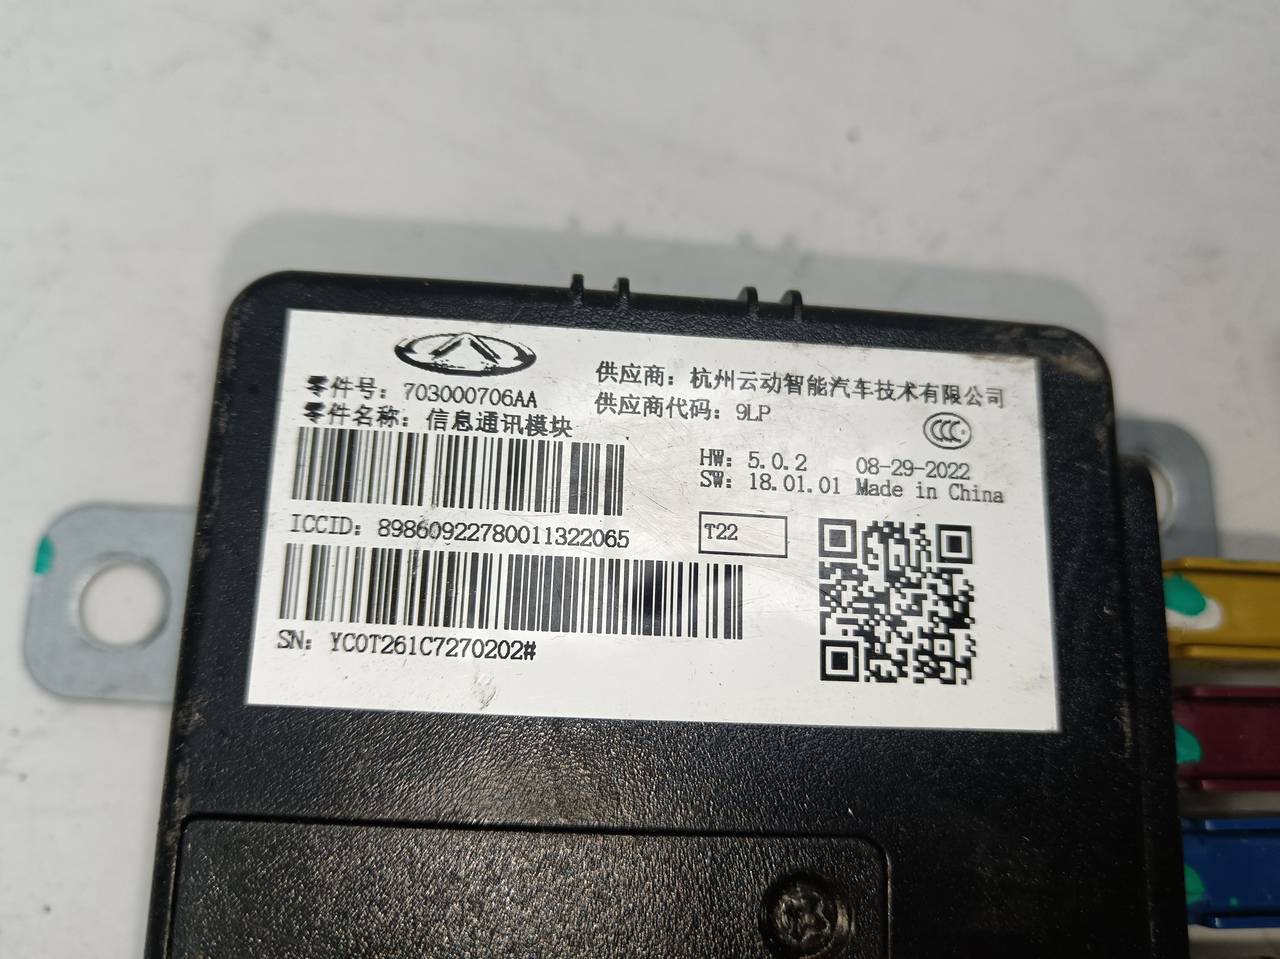 零件号：703000706AA
零件名称：信息通讯模块
供应商：杭州云动智能汽车技术有限公司
供应商代码：9LP
CCC
HW: 5.0.2 08-29-2022
SW: 18.01.01 Made in China
ICCID: 89860922780011322065
T22
SN: YC0T261C7270202#